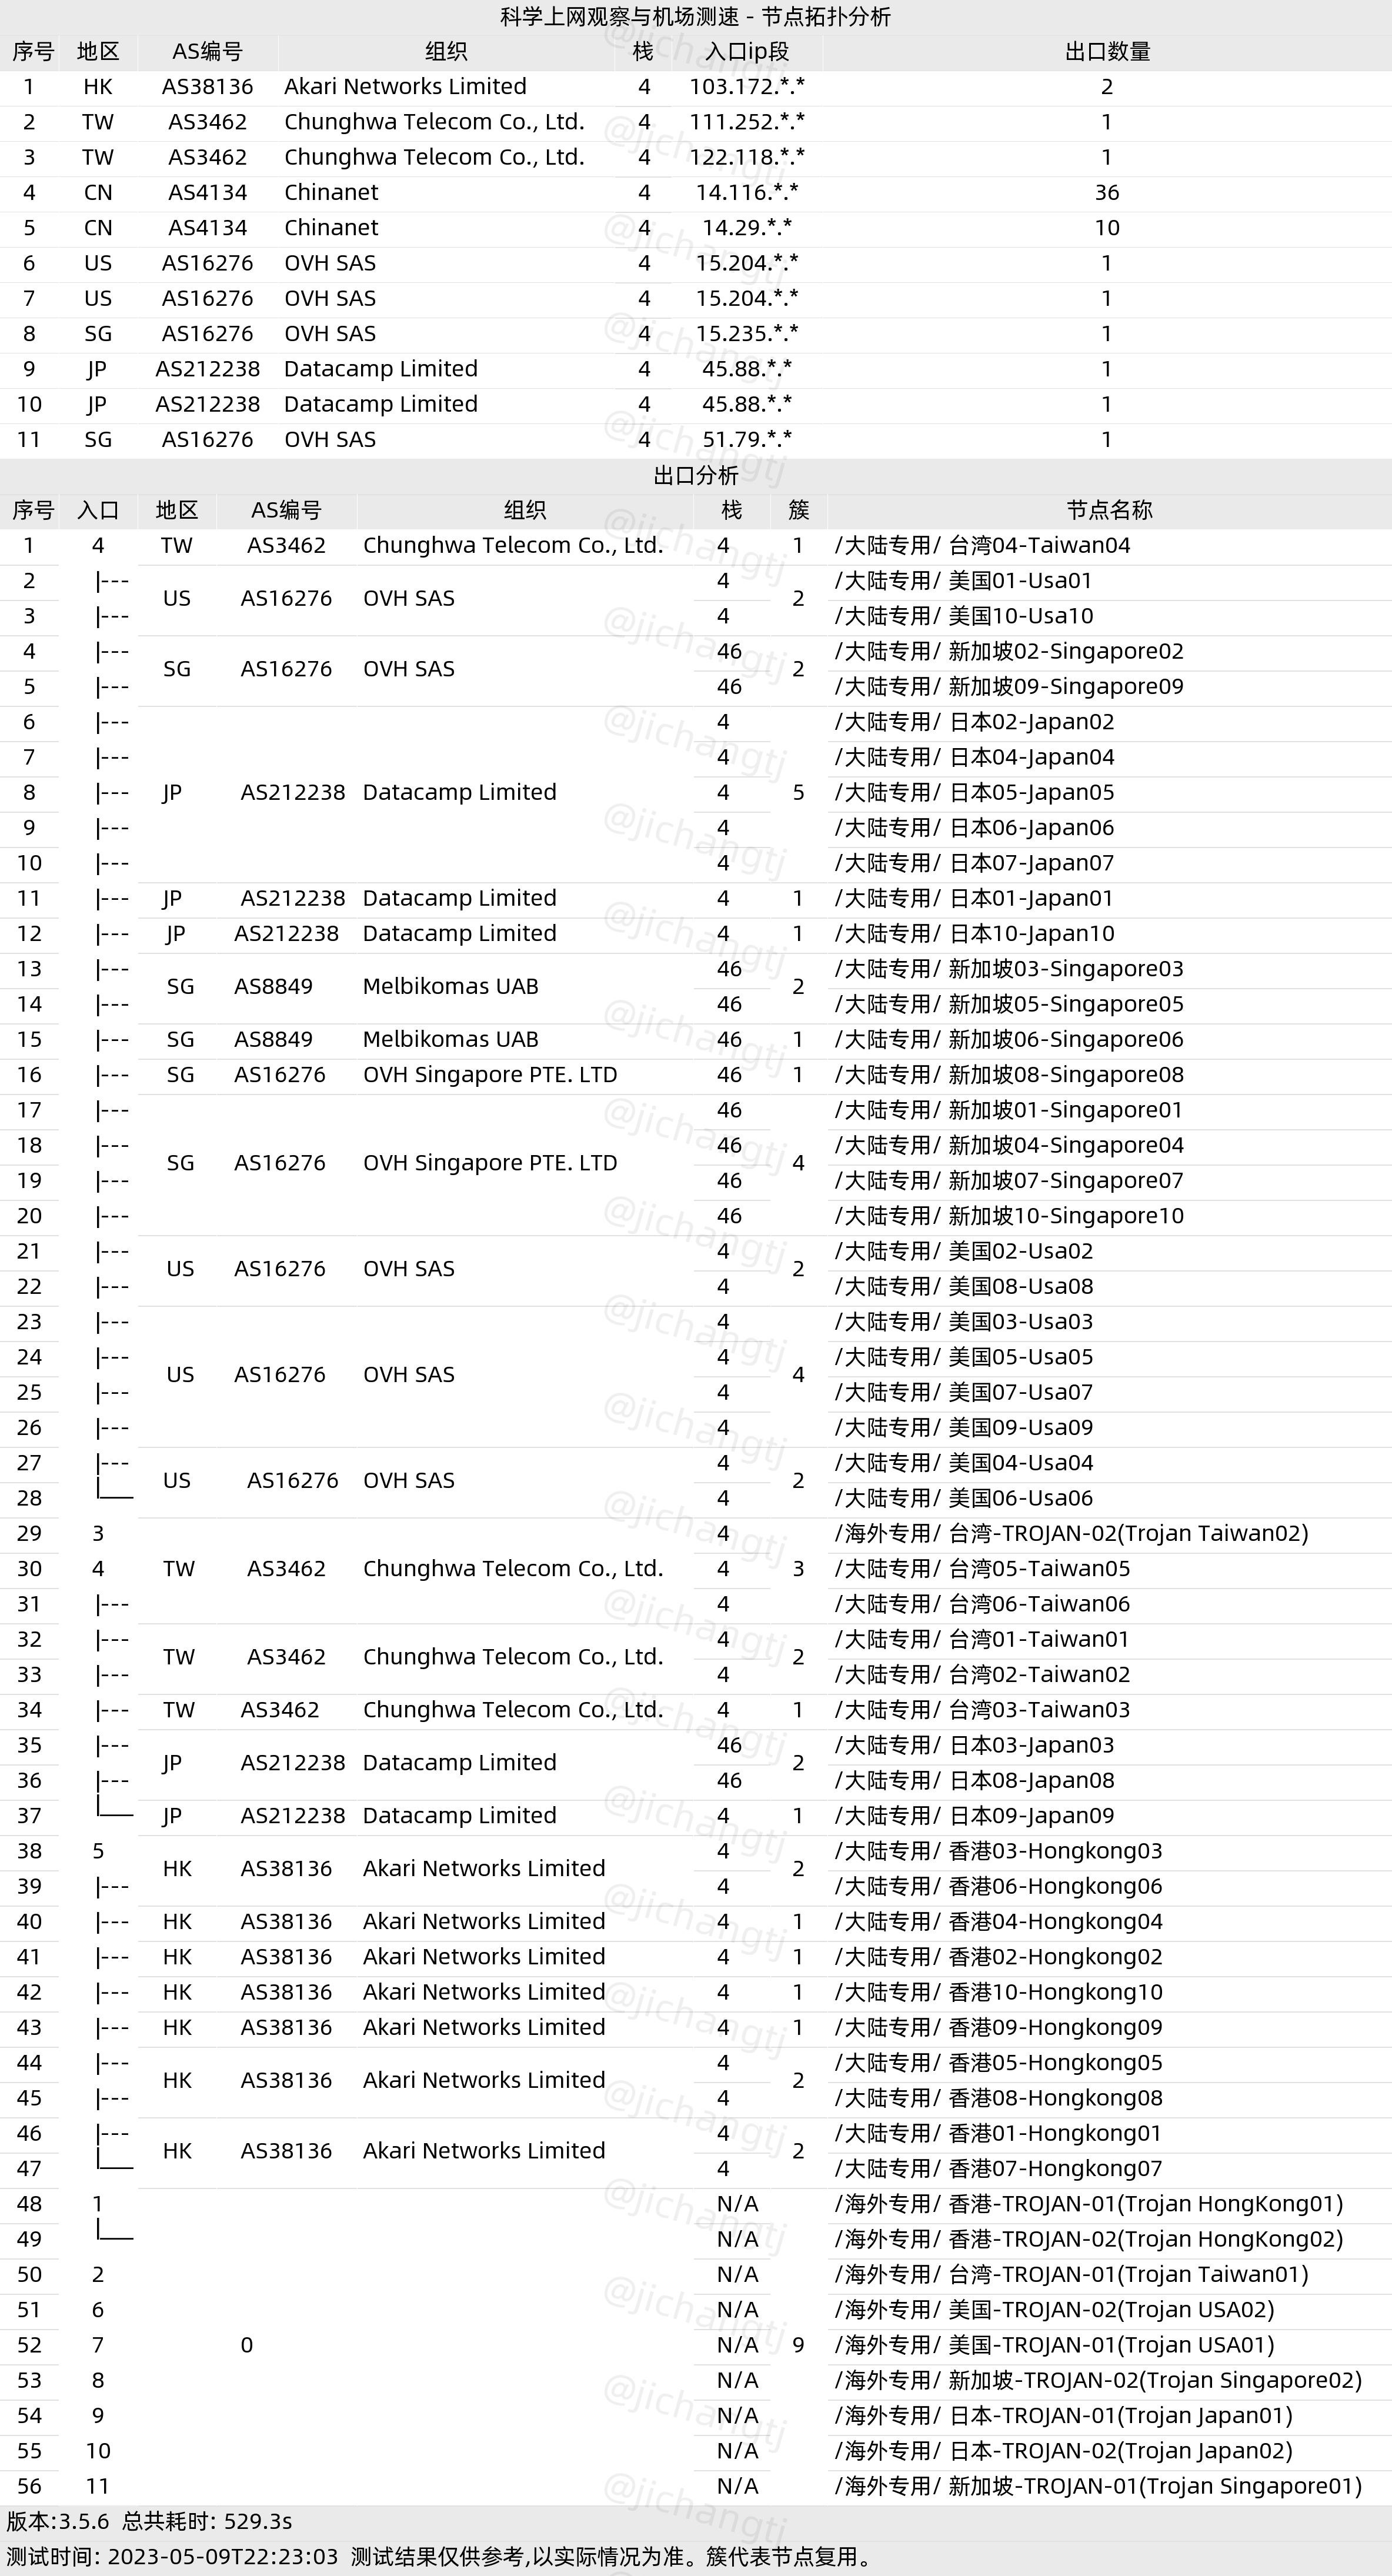 科学上网观察与机场测速 - 节点拓扑分析
序号 地区 AS编号 组织 栈 入口ip段 出口数量
1 HK AS38136 Akari Networks Limited 4 103.172.*.* 2
2 TW AS3462 Chunghwa Telecom Co., Ltd. 4 111.252.*.* 1
3 TW AS3462 Chunghwa Telecom Co., Ltd. 4 122.118.*.* 1
4 CN AS4134 Chinanet 4 14.116.*.* 36
5 CN AS4134 Chinanet 4 14.29.*.* 10
6 US AS16276 OVH SAS 4 15.204.*.* 1
7 US AS16276 OVH SAS 4 15.204.*.* 1
8 SG AS16276 OVH SAS 4 15.235.*.* 1
9 JP AS212238 Datacamp Limited 4 45.88.*.* 1
10 JP AS212238 Datacamp Limited 4 45.88.*.* 1
11 SG AS16276 OVH SAS 4 51.79.*.* 1
出口分析
序号 入口 地区 AS编号 组织 栈 簇 节点名称
1 4 TW AS3462 Chunghwa Telecom Co., Ltd. 4 1 /大陆专用/ 台湾04-Taiwan04
2 |--- US AS16276 OVH SAS 4 2 /大陆专用/ 美国01-Usa01
3 |--- 4 /大陆专用/ 美国10-Usa10
4 |--- SG AS16276 OVH SAS 46 2 /大陆专用/ 新加坡02-Singapore02
5 |--- 46 /大陆专用/ 新加坡09-Singapore09
6 |--- 4 /大陆专用/ 日本02-Japan02
7 |--- 4 /大陆专用/ 日本04-Japan04
8 |--- JP AS212238 Datacamp Limited 4 5 /大陆专用/ 日本05-Japan05
9 |--- 4 /大陆专用/ 日本06-Japan06
10 |--- 4 /大陆专用/ 日本07-Japan07
11 |--- JP AS212238 Datacamp Limited 4 1 /大陆专用/ 日本01-Japan01
12 |--- JP AS212238 Datacamp Limited 4 1 /大陆专用/ 日本10-Japan10
13 |--- SG AS8849 Melbikomas UAB 46 2 /大陆专用/ 新加坡03-Singapore03
14 |--- 46 /大陆专用/ 新加坡05-Singapore05
15 |--- SG AS8849 Melbikomas UAB 46 1 /大陆专用/ 新加坡06-Singapore06
16 |--- SG AS16276 OVH Singapore PTE. LTD 46 1 /大陆专用/ 新加坡08-Singapore08
17 |--- 46 /大陆专用/ 新加坡01-Singapore01
18 |--- SG AS16276 OVH Singapore PTE. LTD 46 4 /大陆专用/ 新加坡04-Singapore04
19 |--- 46 /大陆专用/ 新加坡07-Singapore07
20 |--- 46 /大陆专用/ 新加坡10-Singapore10
21 |--- US AS16276 OVH SAS 4 2 /大陆专用/ 美国02-Usa02
22 |--- 4 /大陆专用/ 美国08-Usa08
23 |--- 4 /大陆专用/ 美国03-Usa03
24 |--- US AS16276 OVH SAS 4 4 /大陆专用/ 美国05-Usa05
25 |--- 4 /大陆专用/ 美国07-Usa07
26 |--- 4 /大陆专用/ 美国09-Usa09
27 |--- US AS16276 OVH SAS 4 2 /大陆专用/ 美国04-Usa04
28 |___ 4 /大陆专用/ 美国06-Usa06
29 3 4 /海外专用/ 台湾-TROJAN-02(Trojan Taiwan02)
30 4 TW AS3462 Chunghwa Telecom Co., Ltd. 4 3 /大陆专用/ 台湾05-Taiwan05
31 |--- 4 /大陆专用/ 台湾06-Taiwan06
32 |--- TW AS3462 Chunghwa Telecom Co., Ltd. 4 2 /大陆专用/ 台湾01-Taiwan01
33 |--- 4 /大陆专用/ 台湾02-Taiwan02
34 |--- TW AS3462 Chunghwa Telecom Co., Ltd. 4 1 /大陆专用/ 台湾03-Taiwan03
35 |--- JP AS212238 Datacamp Limited 46 2 /大陆专用/ 日本03-Japan03
36 |--- 46 /大陆专用/ 日本08-Japan08
37 |___ JP AS212238 Datacamp Limited 4 1 /大陆专用/ 日本09-Japan09
38 5 HK AS38136 Akari Networks Limited 4 2 /大陆专用/ 香港03-Hongkong03
39 |--- 4 /大陆专用/ 香港06-Hongkong06
40 |--- HK AS38136 Akari Networks Limited 4 1 /大陆专用/ 香港04-Hongkong04
41 |--- HK AS38136 Akari Networks Limited 4 1 /大陆专用/ 香港02-Hongkong02
42 |--- HK AS38136 Akari Networks Limited 4 1 /大陆专用/ 香港10-Hongkong10
43 |--- HK AS38136 Akari Networks Limited 4 1 /大陆专用/ 香港09-Hongkong09
44 |--- HK AS38136 Akari Networks Limited 4 2 /大陆专用/ 香港05-Hongkong05
45 |--- 4 /大陆专用/ 香港08-Hongkong08
46 |--- HK AS38136 Akari Networks Limited 4 2 /大陆专用/ 香港01-Hongkong01
47 |___ 4 /大陆专用/ 香港07-Hongkong07
48 1 N/A /海外专用/ 香港-TROJAN-01(Trojan HongKong01)
49 |___ N/A /海外专用/ 香港-TROJAN-02(Trojan HongKong02)
50 2 N/A /海外专用/ 台湾-TROJAN-01(Trojan Taiwan01)
51 6 N/A /海外专用/ 美国-TROJAN-02(Trojan USA02)
52 7 0 N/A 9 /海外专用/ 美国-TROJAN-01(Trojan USA01)
53 8 N/A /海外专用/ 新加坡-TROJAN-02(Trojan Singapore02)
54 9 N/A /海外专用/ 日本-TROJAN-01(Trojan Japan01)
55 10 N/A /海外专用/ 日本-TROJAN-02(Trojan Japan02)
56 11 N/A /海外专用/ 新加坡-TROJAN-01(Trojan Singapore01)
版本:3.5.6 总共耗时: 529.3s
测试时间: 2023-05-09T22:23:03 测试结果仅供参考,以实际情况为准。簇代表节点复用。
@jichangtj